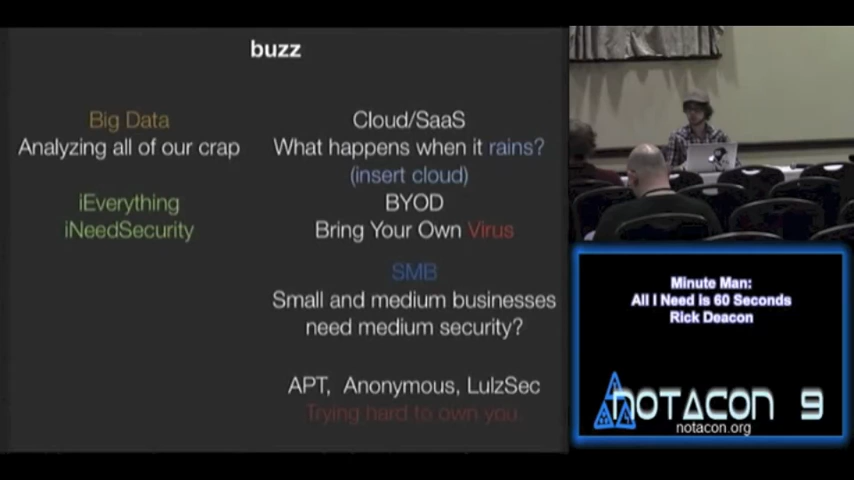 buzz
Big Data
Analyzing all of our crap
iEverything
iNeedSecurity
Cloud/SaaS
What happens when it rains?
(insert cloud)
BYOD
Bring Your Own Virus
SMB
Small and medium businesses
need medium security?
APT, Anonymous, LulzSec
Trying hard to own you.
Minute Man:
All I Need is 60 Seconds
Rick Deacon
NOTACON 9
notacon.org